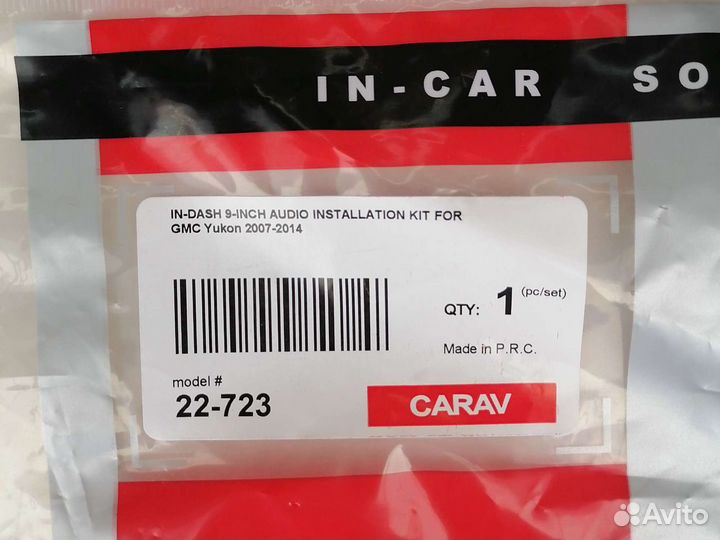 IN-CAR SO
IN-DASH 9-INCH AUDIO INSTALLATION KIT FOR
GMC Yukon 2007-2014
QTY: 1 (pc/set)
Made in P.R.C.
model #
22-723
CARAV
Avito